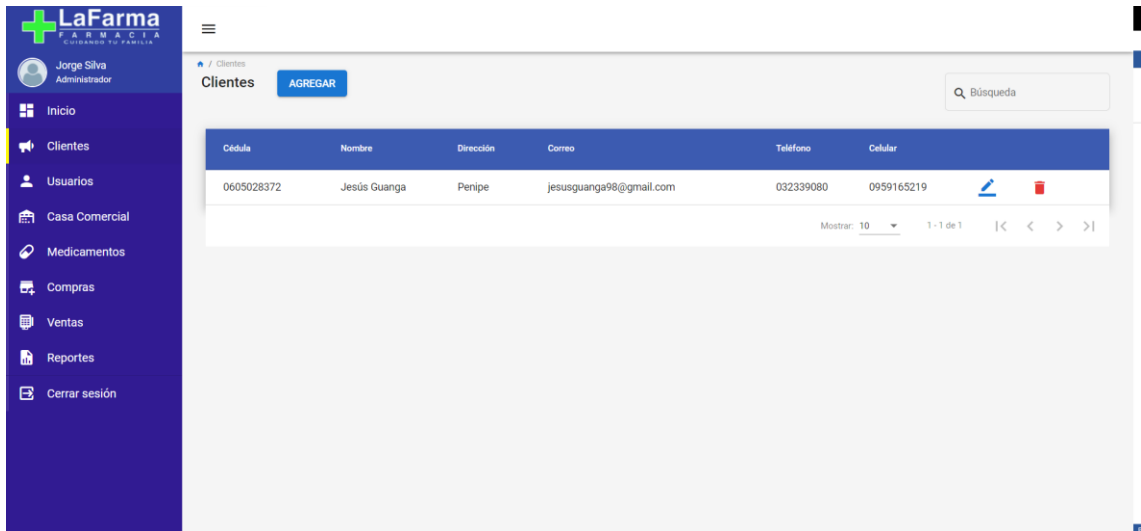 LaFarma
FARMACIA
CUIDANDO TU FAMILIA
Jorge Silva
Administrador
Inicio
Clientes
Usuarios
Casa Comercial
Medicamentos
Compras
Ventas
Reportes
Cerrar sesión
/ Clientes
Clientes AGREGAR
Búsqueda
Cédula Nombre Dirección Correo Teléfono Celular
0605028372 Jesús Guanga Penipe jesusguanga98@gmail.com 032339080 0959165219
Mostrar: 10 1 - 1 de 1